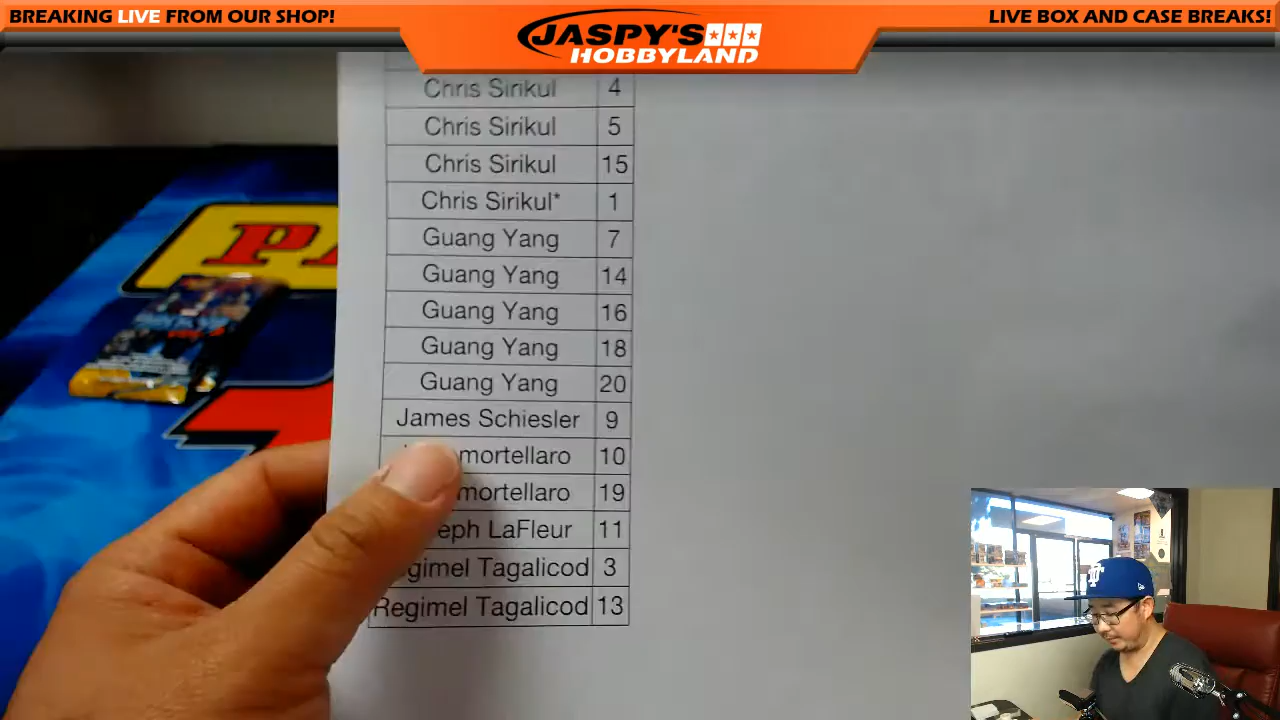 BREAKING LIVE FROM OUR SHOP!
JASPY'S
HOBBYLAND
LIVE BOX AND CASE BREAKS!
Chris Sirikul 4
Chris Sirikul 5
Chris Sirikul 15
Chris Sirikul* 1
Guang Yang 7
Guang Yang 14
Guang Yang 16
Guang Yang 18
Guang Yang 20
James Schiesler 9
mortellaro 10
mortellaro 19
eph LaFleur 11
egimel Tagalicod 3
Regimel Tagalicod 13
PA